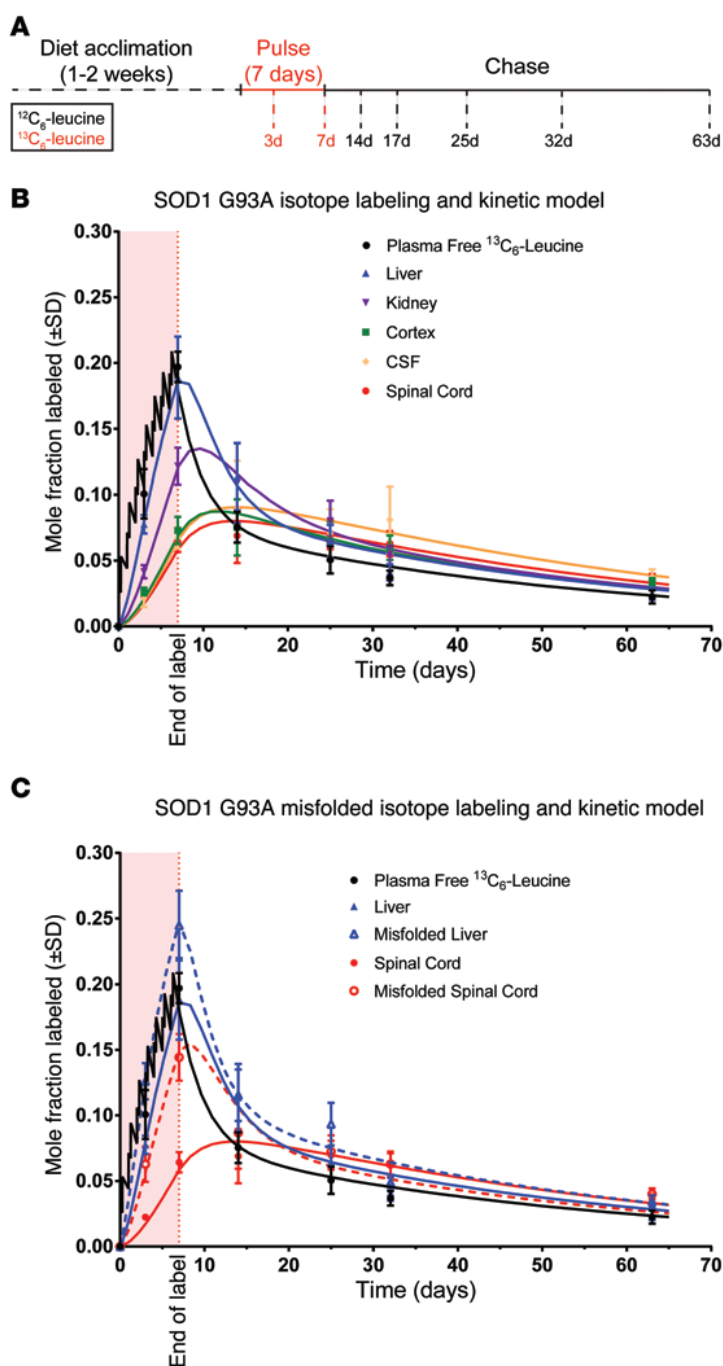 A
Diet acclimation
(1-2 weeks)
Pulse
(7 days)
Chase
¹²C₆-leucine
¹³C₆-leucine
3d 7d 14d 17d 25d 32d 63d
B
SOD1 G93A isotope labeling and kinetic model
Mole fraction labeled (±SD)
0.30
0.25
0.20
0.15
0.10
0.05
0.00
Plasma Free ¹³C₆-Leucine
Liver
Kidney
Cortex
CSF
Spinal Cord
0 10 20 30 40 50 60 70
End of label
Time (days)
C
SOD1 G93A misfolded isotope labeling and kinetic model
Mole fraction labeled (±SD)
0.30
0.25
0.20
0.15
0.10
0.05
0.00
Plasma Free ¹³C₆-Leucine
Liver
Misfolded Liver
Spinal Cord
Misfolded Spinal Cord
0 10 20 30 40 50 60 70
End of label
Time (days)